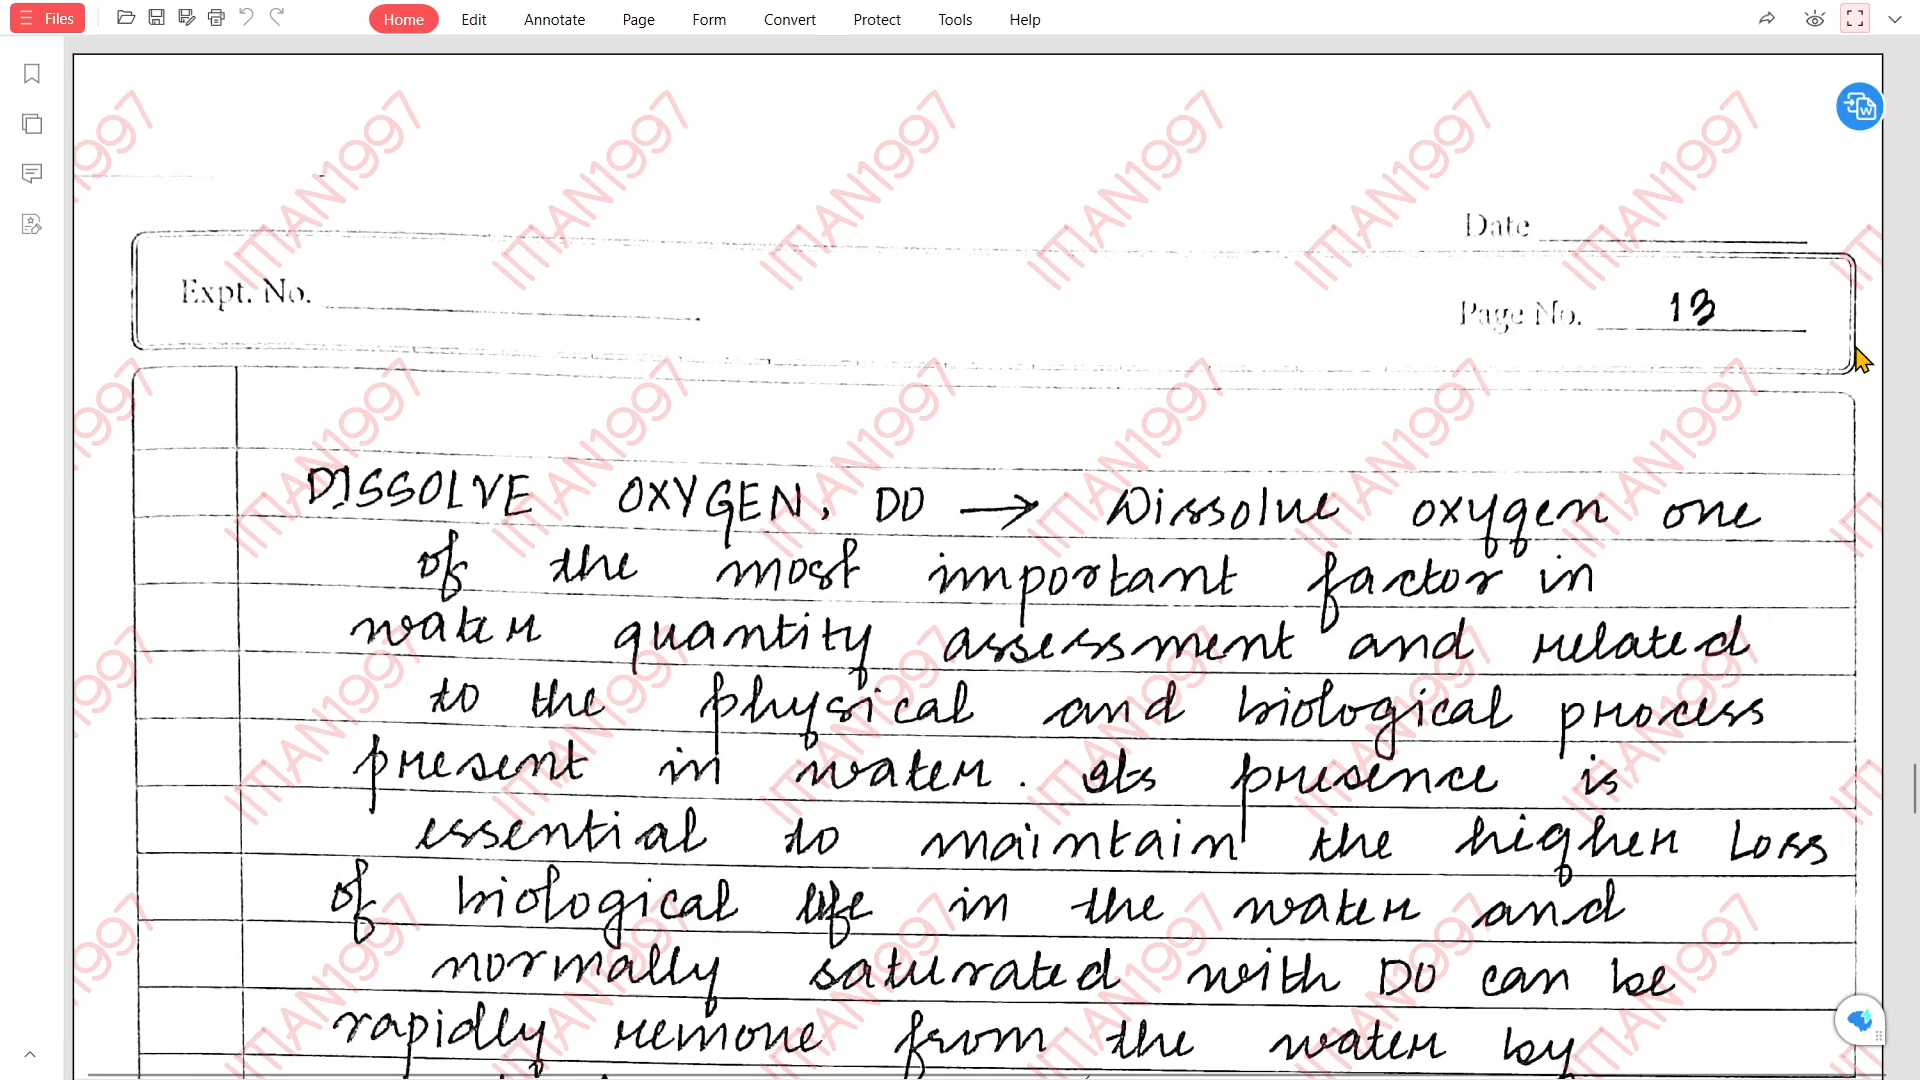 Files Home Edit Annotate Page Form Convert Protect Tools Help
Date
Expt. No.
Page No. 13
DISSOLVE OXYGEN, DO → Dissolve oxygen one
of the most important factor in
water quantity assessment and related
to the physical and biological process
present in water. Its presence is
essential to maintain the higher Loss
of biological life in the water and
normally saturated with DO can be
rapidly remone from the water by
IITIAN1997